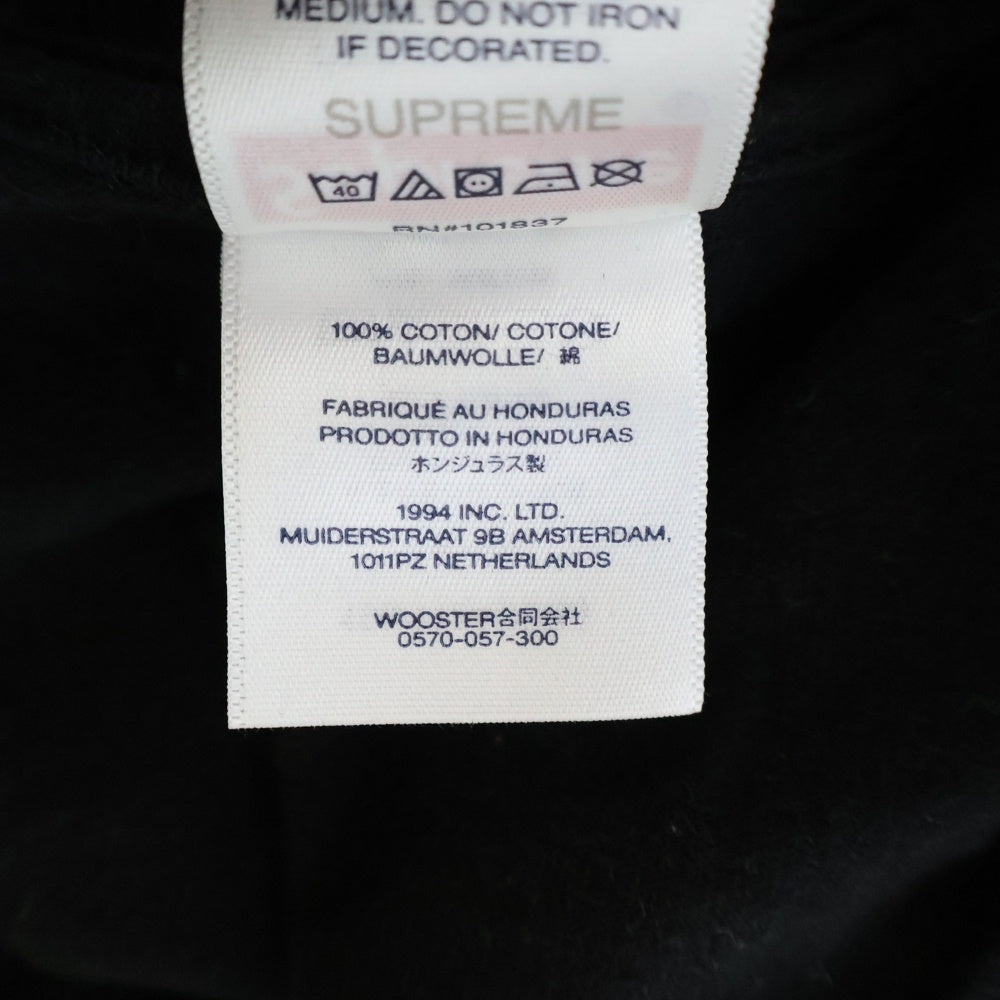 MEDIUM. DO NOT IRON
IF DECORATED.
SUPREME
40
RN#101837
100% COTON/ COTONE/
BAUMWOLLE/ 綿
FABRIQUÉ AU HONDURAS
PRODOTTO IN HONDURAS
ホンジュラス製
1994 INC. LTD.
MUIDERSTRAAT 9B AMSTERDAM,
1011PZ NETHERLANDS
WOOSTER合同会社
0570-057-300